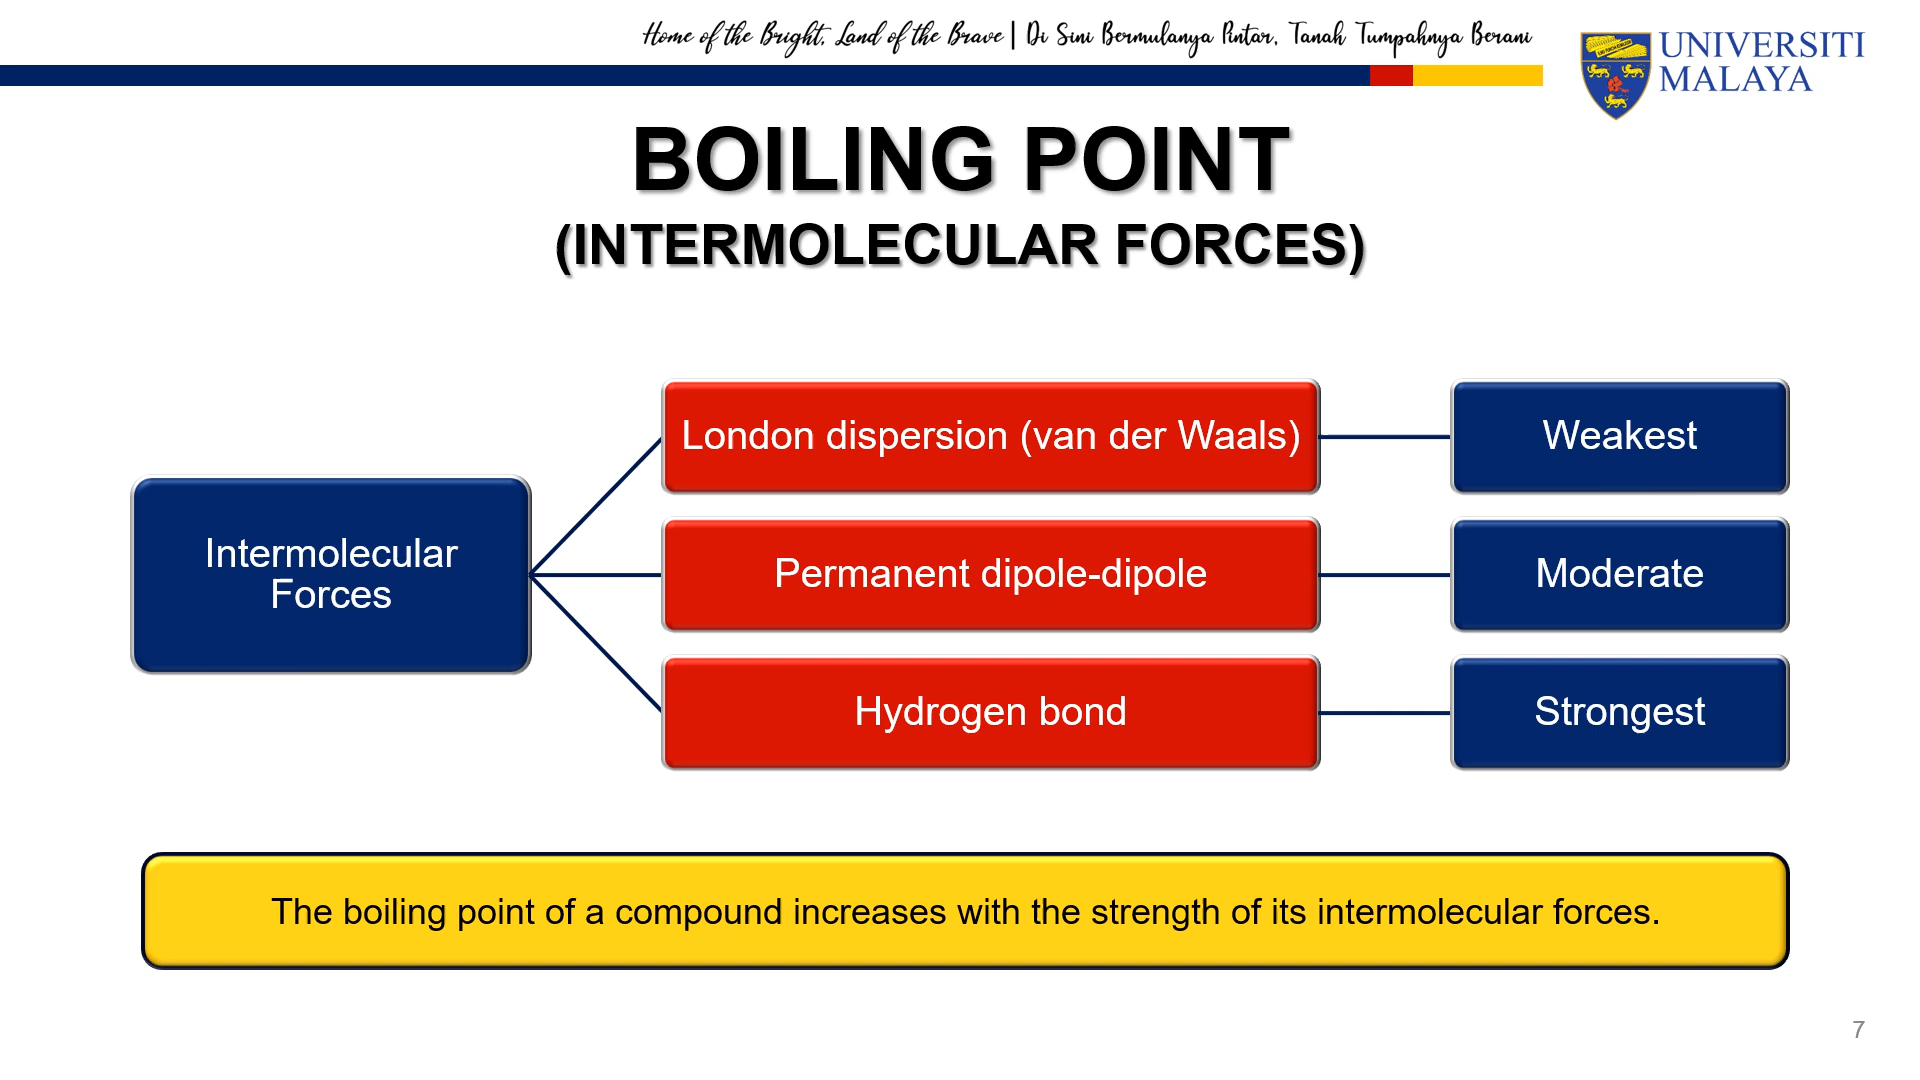 Home of the Bright, Land of the Brave | Di Sini Bermulanya Pintar, Tanah Tumpahnya Berani
UNIVERSITI
MALAYA
BOILING POINT
(INTERMOLECULAR FORCES)
Intermolecular
Forces
London dispersion (van der Waals)
Weakest
Permanent dipole-dipole
Moderate
Hydrogen bond
Strongest
The boiling point of a compound increases with the strength of its intermolecular forces.
7